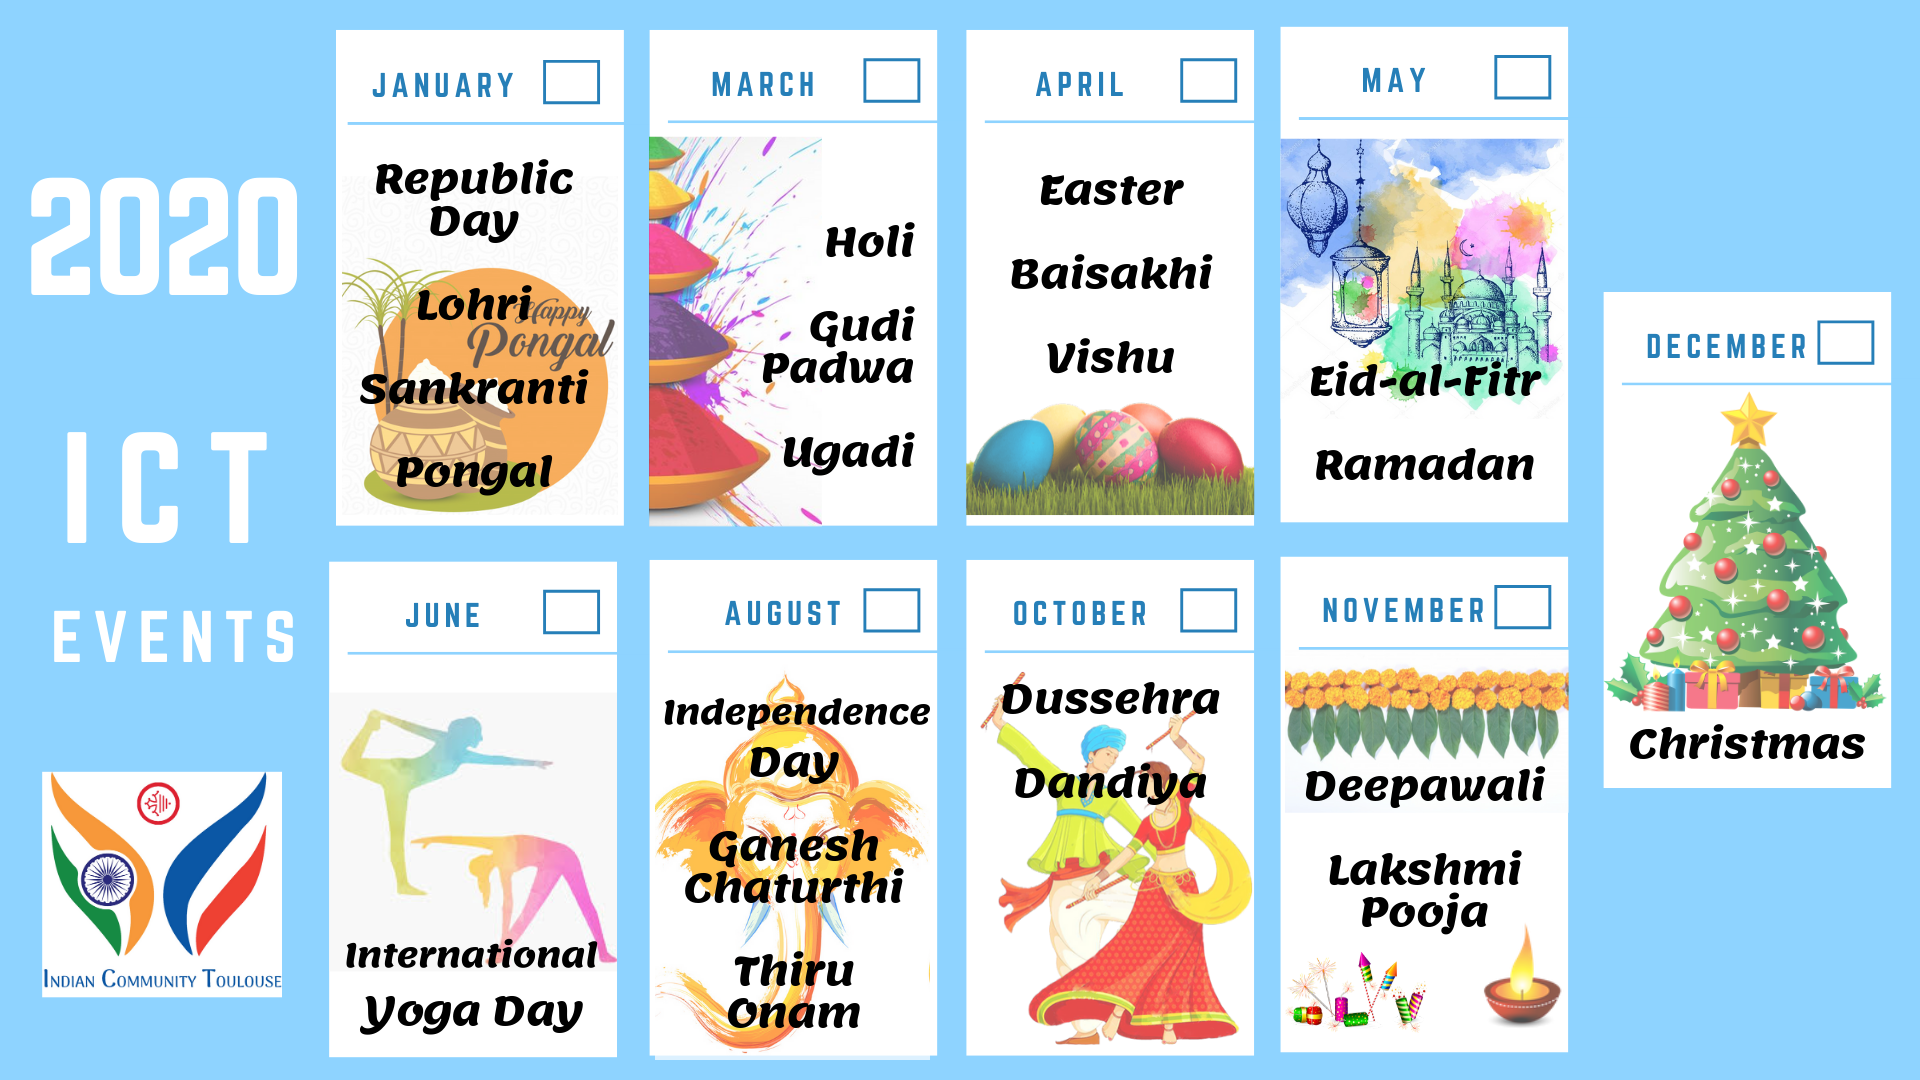 2020
ICT
EVENTS
INDIAN COMMUNITY TOULOUSE
JANUARY
Republic
Day
Lohri
Happy
Pongal
Sankranti
Pongal
MARCH
Holi
Gudi
Padwa
Ugadi
APRIL
Easter
Baisakhi
Vishu
MAY
Eid-al-Fitr
Ramadan
JUNE
International
Yoga Day
AUGUST
Independence
Day
Ganesh
Chaturthi
Thiru
Onam
OCTOBER
Dussehra
Dandiya
NOVEMBER
Deepawali
Lakshmi
Pooja
DECEMBER
Christmas